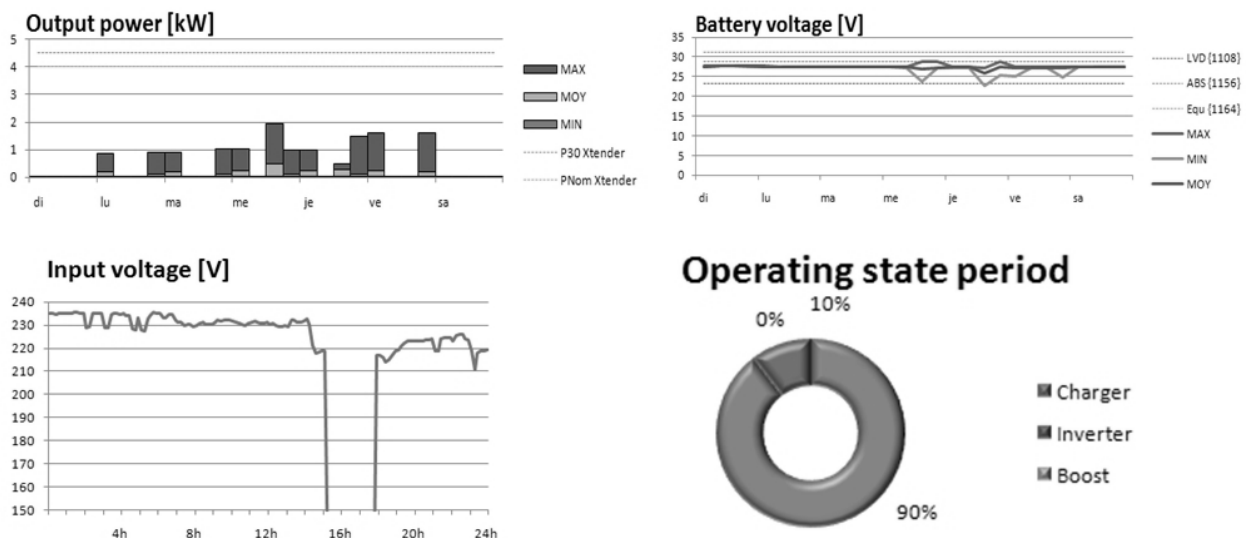 Output power [kW]
5
4
3
2
1
0
di lu ma me je ve sa
MAX
MOY
MIN
P30 Xtender
PNom Xtender
Battery voltage [V]
35
30
25
20
15
10
5
0
di lu ma me je ve sa
LVD {1108}
ABS {1156}
Equ {1164}
MAX
MIN
MOY
Input voltage [V]
240
230
220
210
200
190
180
170
160
150
4h 8h 12h 16h 20h 24h
Operating state period
0% 10%
90%
Charger
Inverter
Boost